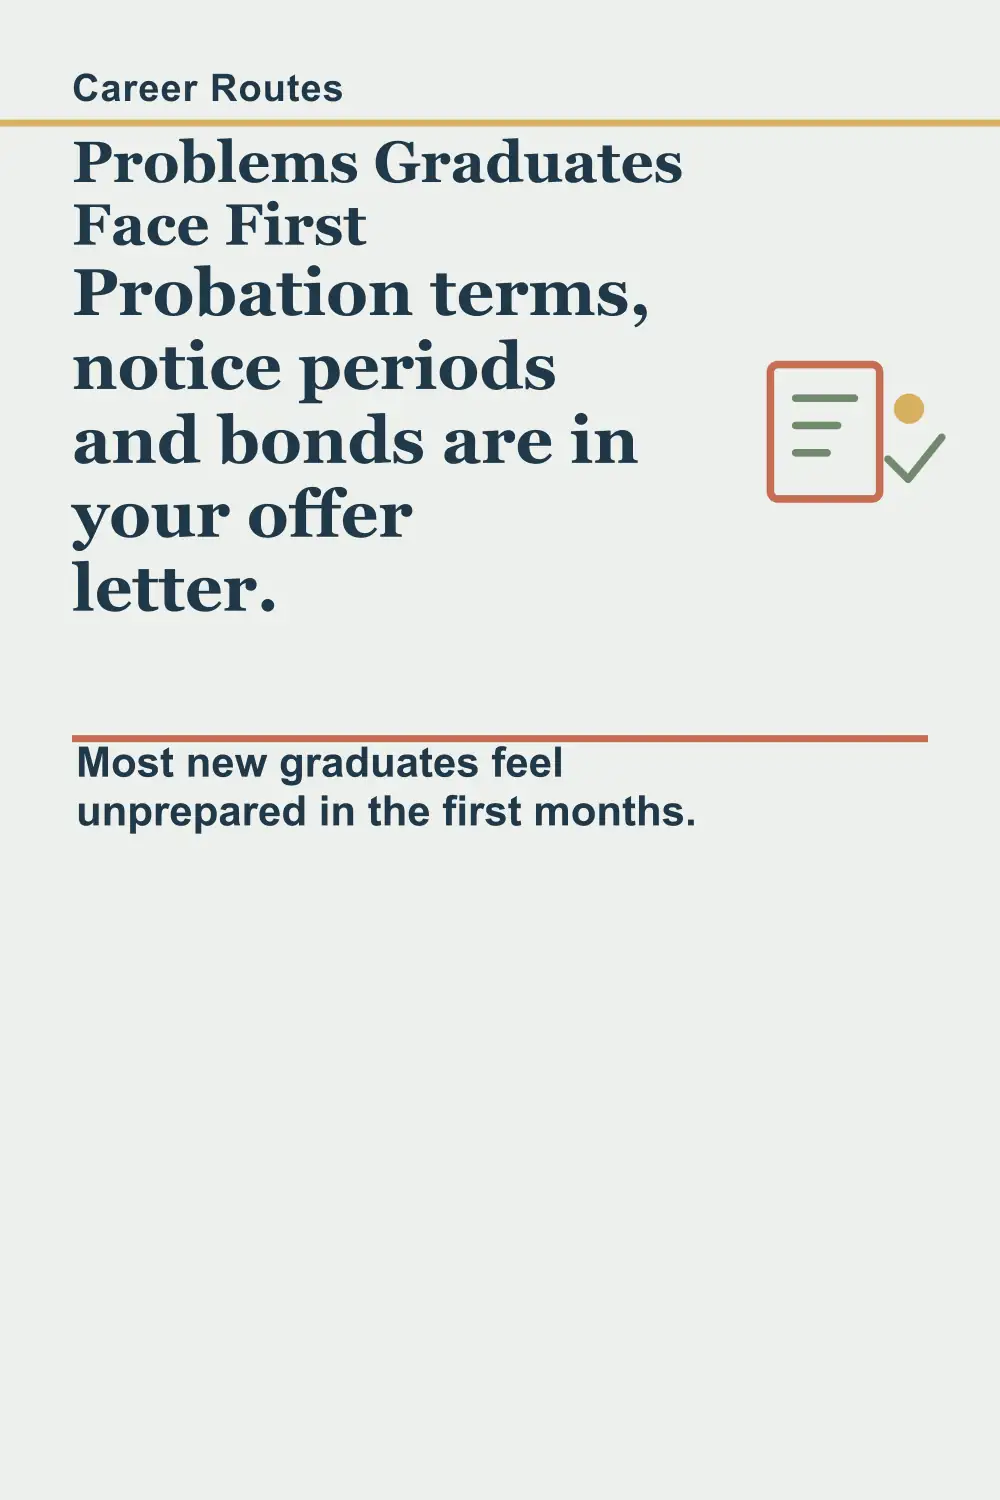 Career Routes
Problems Graduates
Face First
Probation terms,
notice periods
and bonds are in
your offer
letter.
Most new graduates feel
unprepared in the first months.